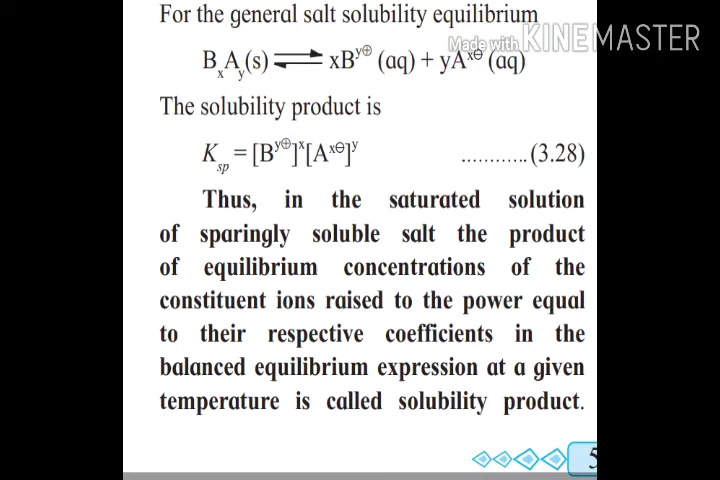 For the general salt solubility equilibrium
Made with KINEMASTER
BₓAᵧ(s) ⇌ xBʸ⊕ (aq) + yAˣ⊖ (aq)
The solubility product is
Kₛₚ = [Bʸ⊕]ˣ[Aˣ⊖]ʸ ............(3.28)
Thus, in the saturated solution
of sparingly soluble salt the product
of equilibrium concentrations of the
constituent ions raised to the power equal
to their respective coefficients in the
balanced equilibrium expression at a given
temperature is called solubility product.